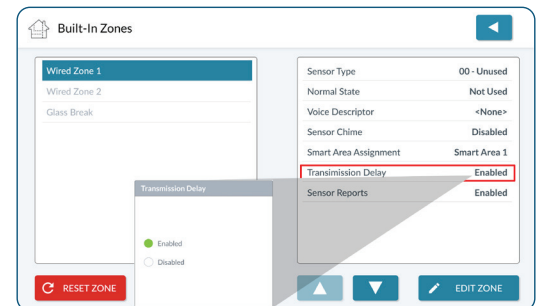 Built-In Zones
Wired Zone 1
Wired Zone 2
Glass Break
Sensor Type 00 - Unused
Normal State Not Used
Voice Descriptor <None>
Sensor Chime Disabled
Smart Area Assignment Smart Area 1
Transimission Delay Enabled
Sensor Reports Enabled
Transmission Delay
Enabled
Disabled
RESET ZONE
EDIT ZONE